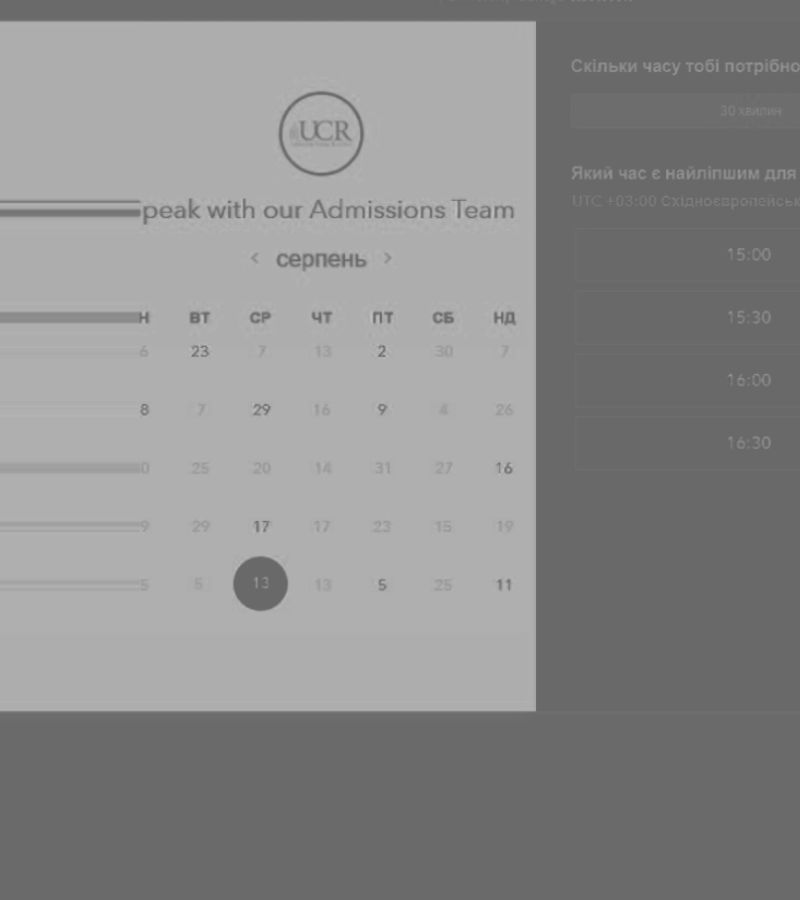 UCR
peak with our Admissions Team
< серпень >
Н ВТ СР ЧТ ПТ СБ НД
6 23 7 13 2 30 7
8 7 29 16 9 4 26
0 25 20 14 31 27 16
9 29 17 17 23 15 19
5 5 13 13 5 25 11
Скільки часу тобі потрібно
30 хвилин
Який час є найліпшим для
UTC +03:00 Східноєвропейськ
15:00
15:30
16:00
16:30